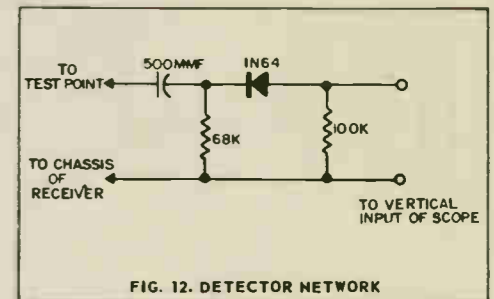 500MMF
1N64
TO
TEST POINT
68K
100K
TO CHASSIS
OF
RECEIVER
TO VERTICAL
INPUT OF SCOPE
FIG. 12. DETECTOR NETWORK